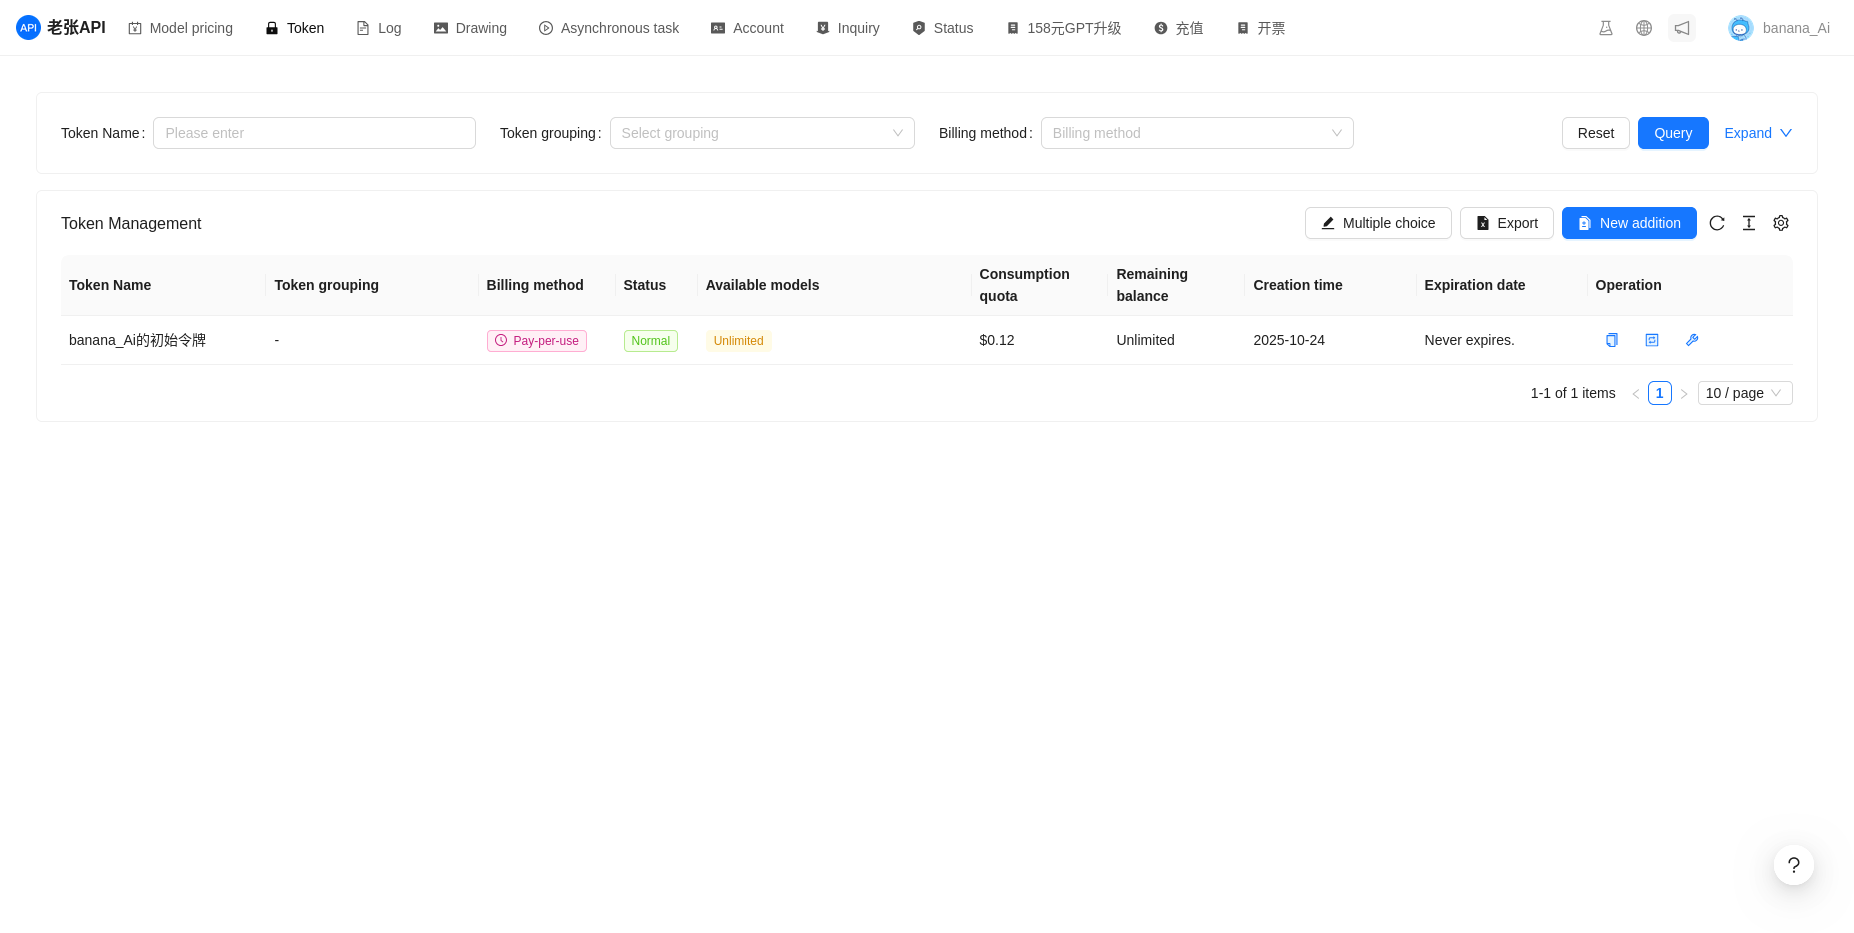 API 老张API Model pricing Token Log Drawing Asynchronous task Account Inquiry Status 158元GPT升级 充值 开票 banana_Ai
Token Name : Please enter Token grouping : Select grouping Billing method : Billing method Reset Query Expand
Token Management Multiple choice Export New addition
Token Name Token grouping Billing method Status Available models Consumption quota Remaining balance Creation time Expiration date Operation
banana_Ai的初始令牌 - Pay-per-use Normal Unlimited $0.12 Unlimited 2025-10-24 Never expires.
1-1 of 1 items < 1 > 10 / page
?